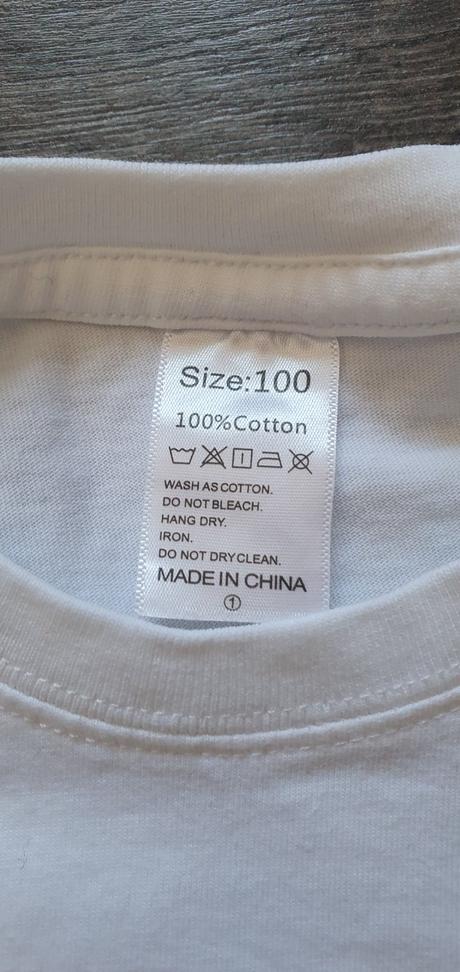 Size:100
100%Cotton
WASH AS COTTON.
DO NOT BLEACH.
HANG DRY.
IRON.
DO NOT DRYCLEAN.
MADE IN CHINA
①